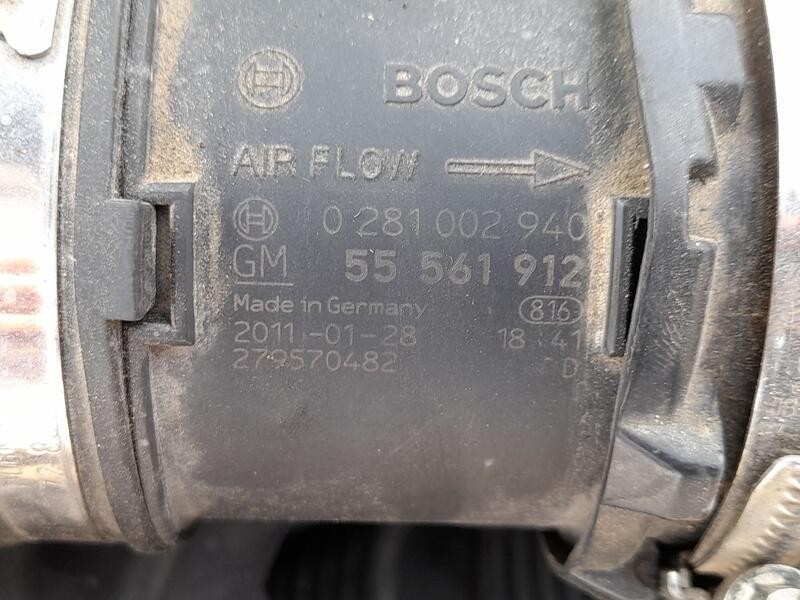 BOSCH
AIR FLOW
0 281 002 940
GM 55 561 912
Made in Germany 816
2011-01-28 18 41
279570482 D